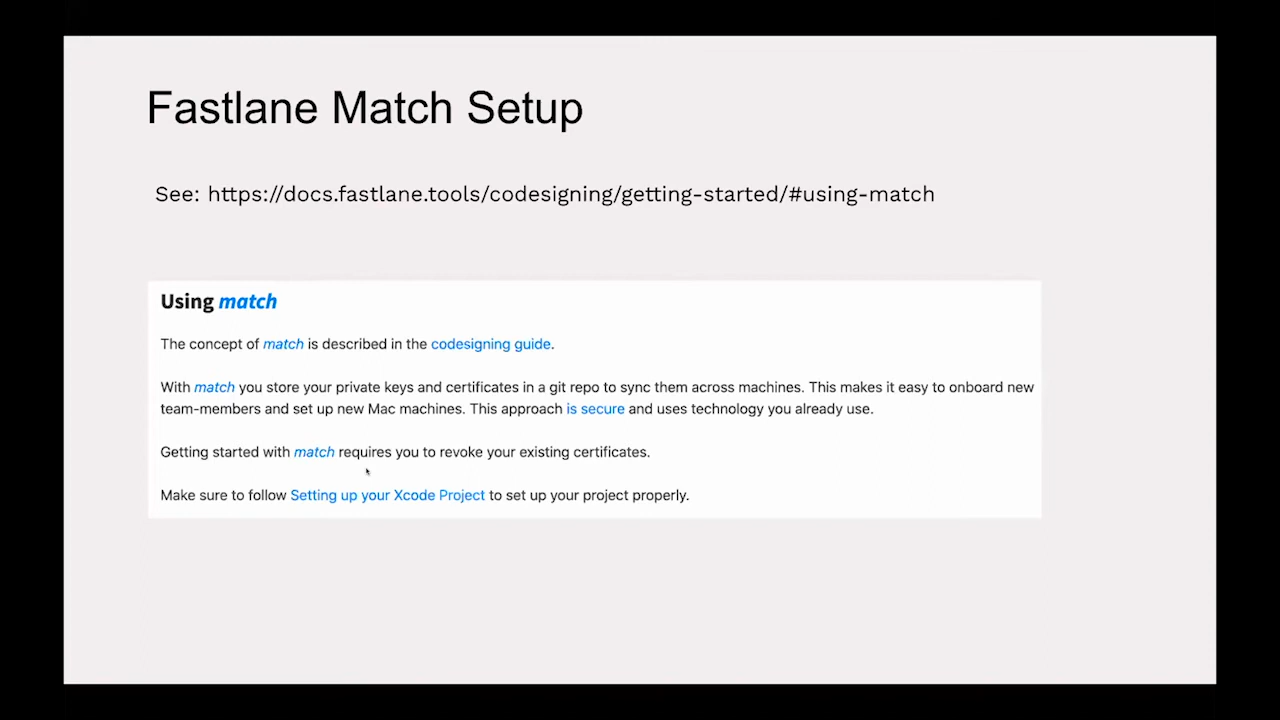 Fastlane Match Setup
See: https://docs.fastlane.tools/codesigning/getting-started/#using-match
Using match
The concept of match is described in the codesigning guide.
With match you store your private keys and certificates in a git repo to sync them across machines. This makes it easy to onboard new
team-members and set up new Mac machines. This approach is secure and uses technology you already use.
Getting started with match requires you to revoke your existing certificates.
Make sure to follow Setting up your Xcode Project to set up your project properly.